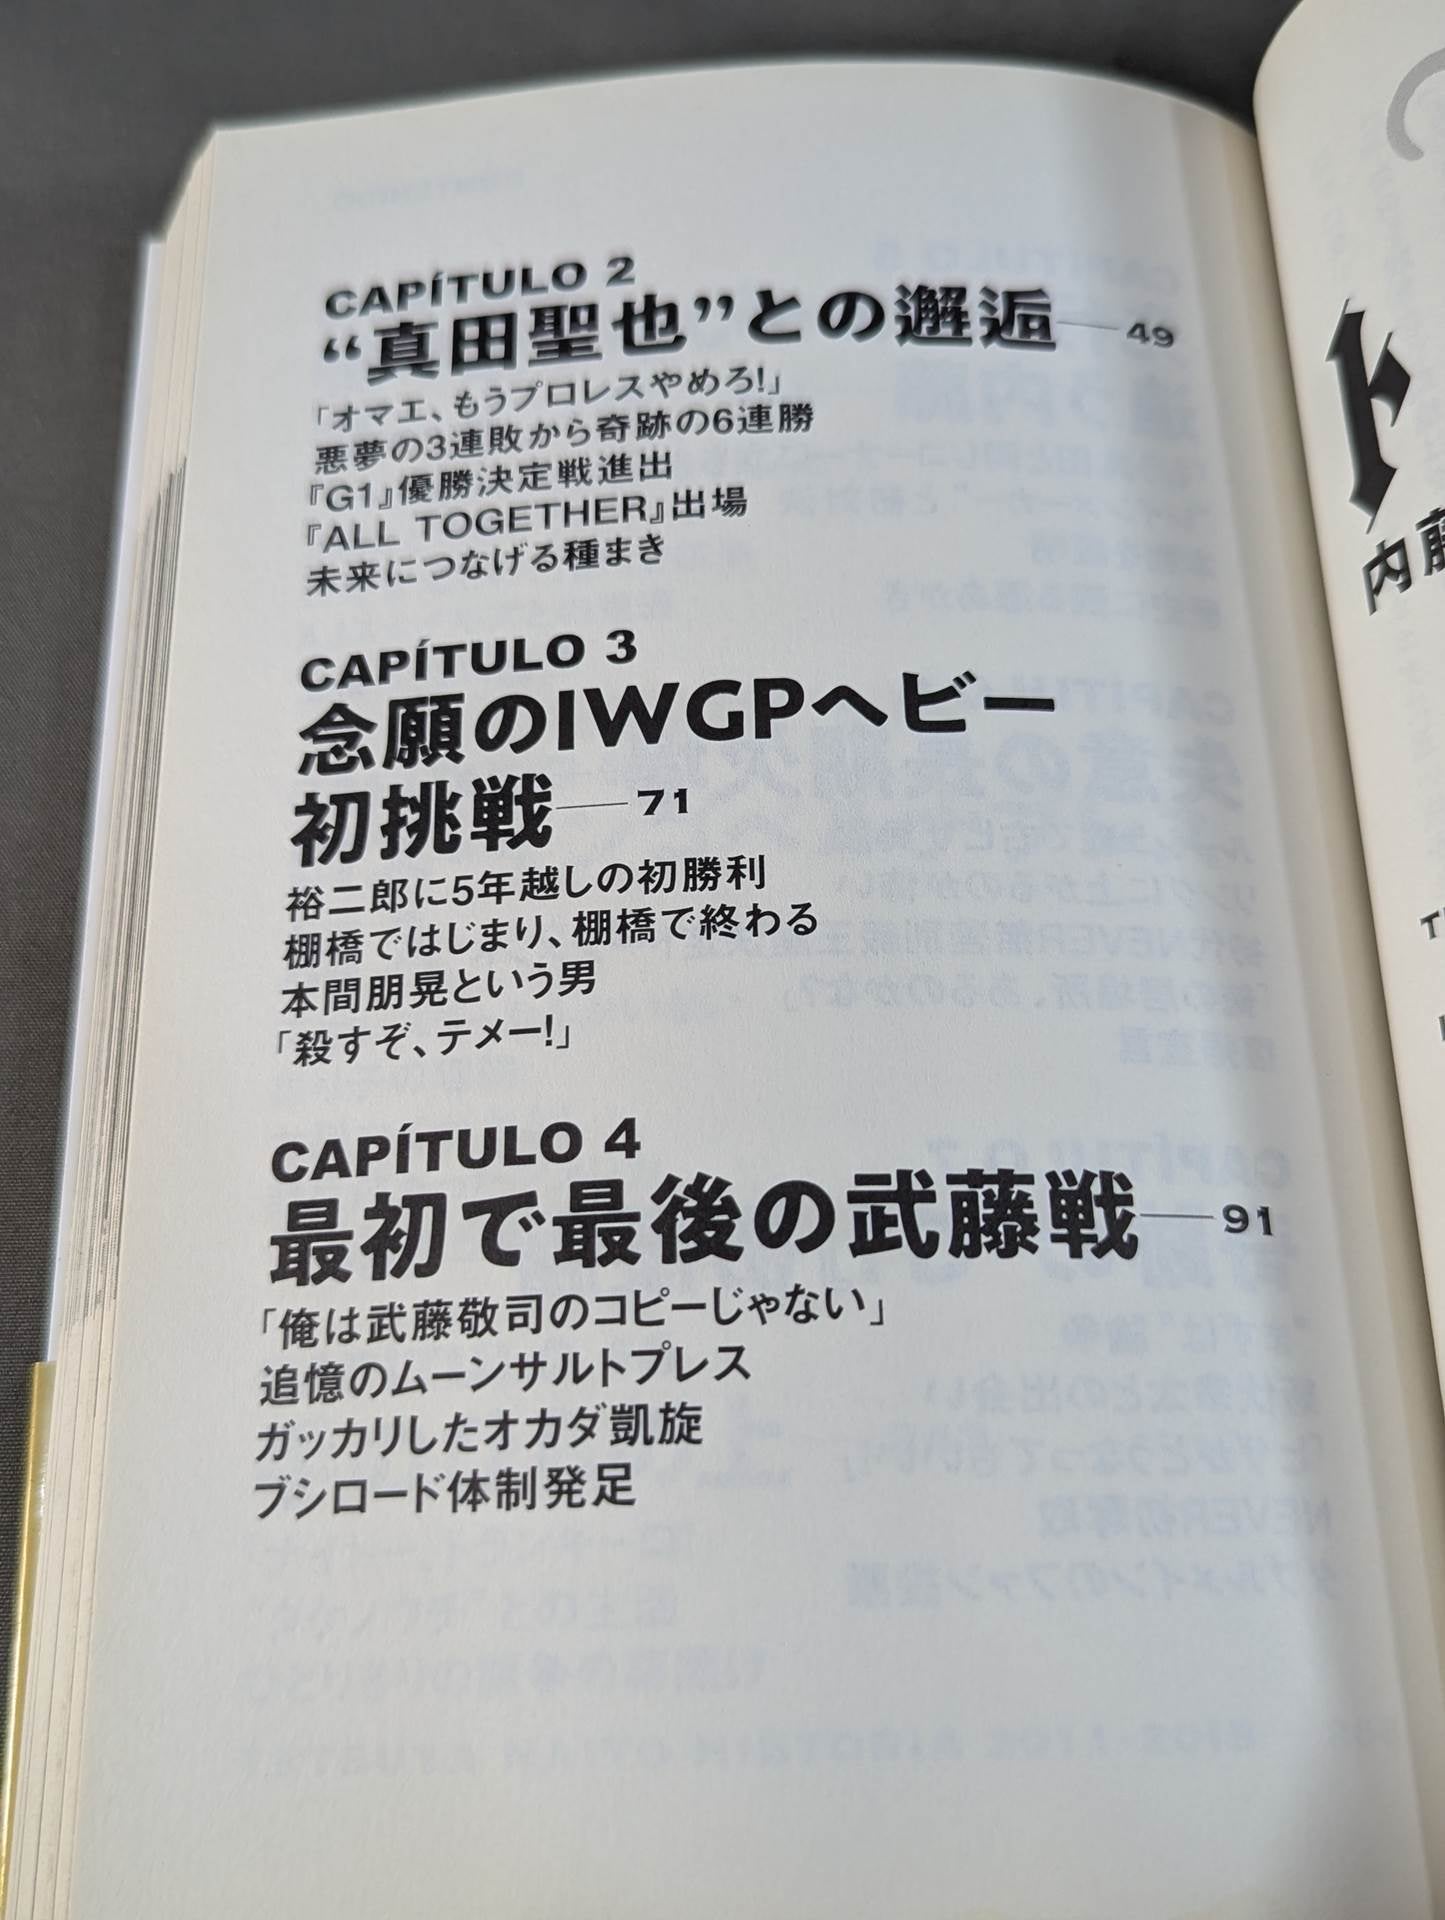 CAPÍTULO 2
“真田聖也”との邂逅——49
「オマエ、もうプロレスやめろ!」
悪夢の3連敗から奇跡の6連勝
『G1』優勝決定戦進出
『ALL TOGETHER』出場
未来につなげる種まき
CAPÍTULO 3
念願のIWGPヘビー
初挑戦——71
裕二郎に5年越しの初勝利
棚橋ではじまり、棚橋で終わる
本間朋晃という男
「殺すぞ、テメー!」
CAPÍTULO 4
最初で最後の武藤戦——91
「俺は武藤敬司のコピーじゃない」
追憶のムーンサルトプレス
ガッカリしたオカダ凱旋
ブシロード体制発足
内藤